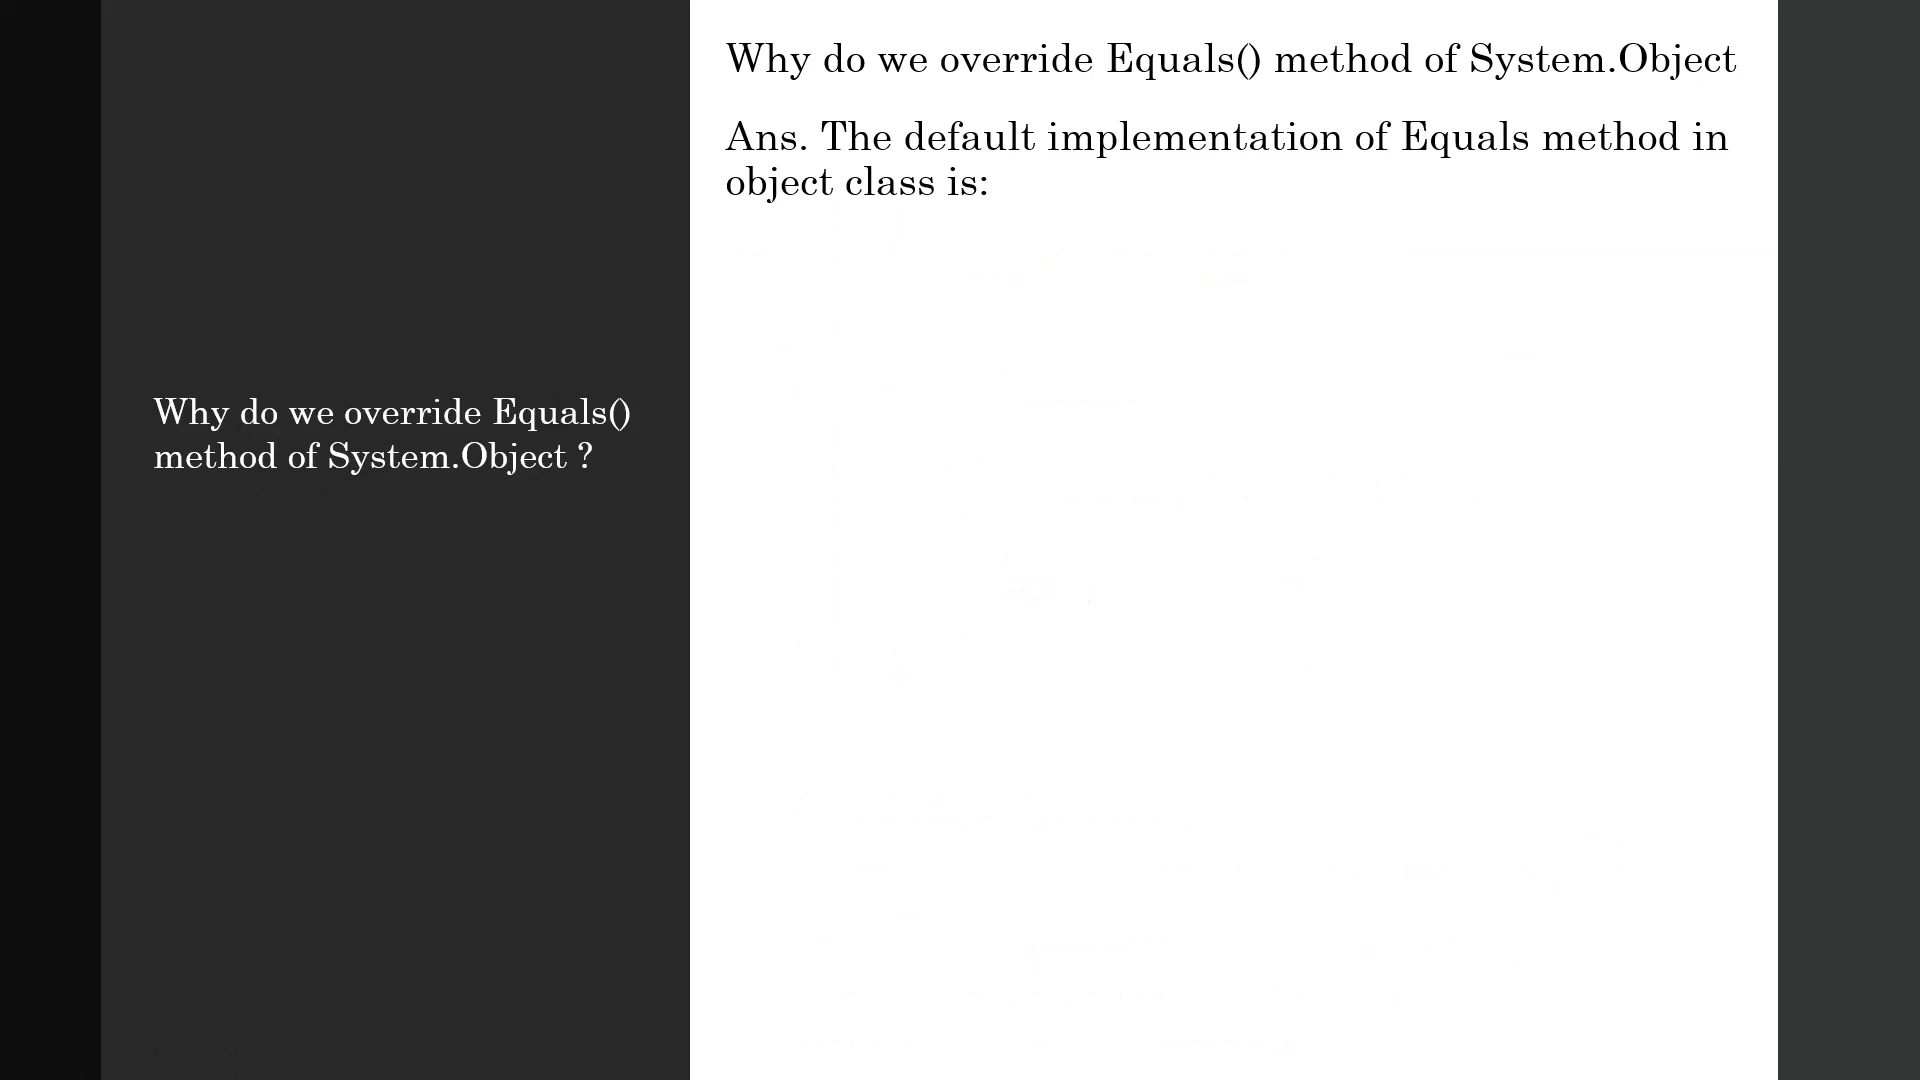 Why do we override Equals()
method of System.Object ?
Why do we override Equals() method of System.Object
Ans. The default implementation of Equals method in
object class is: